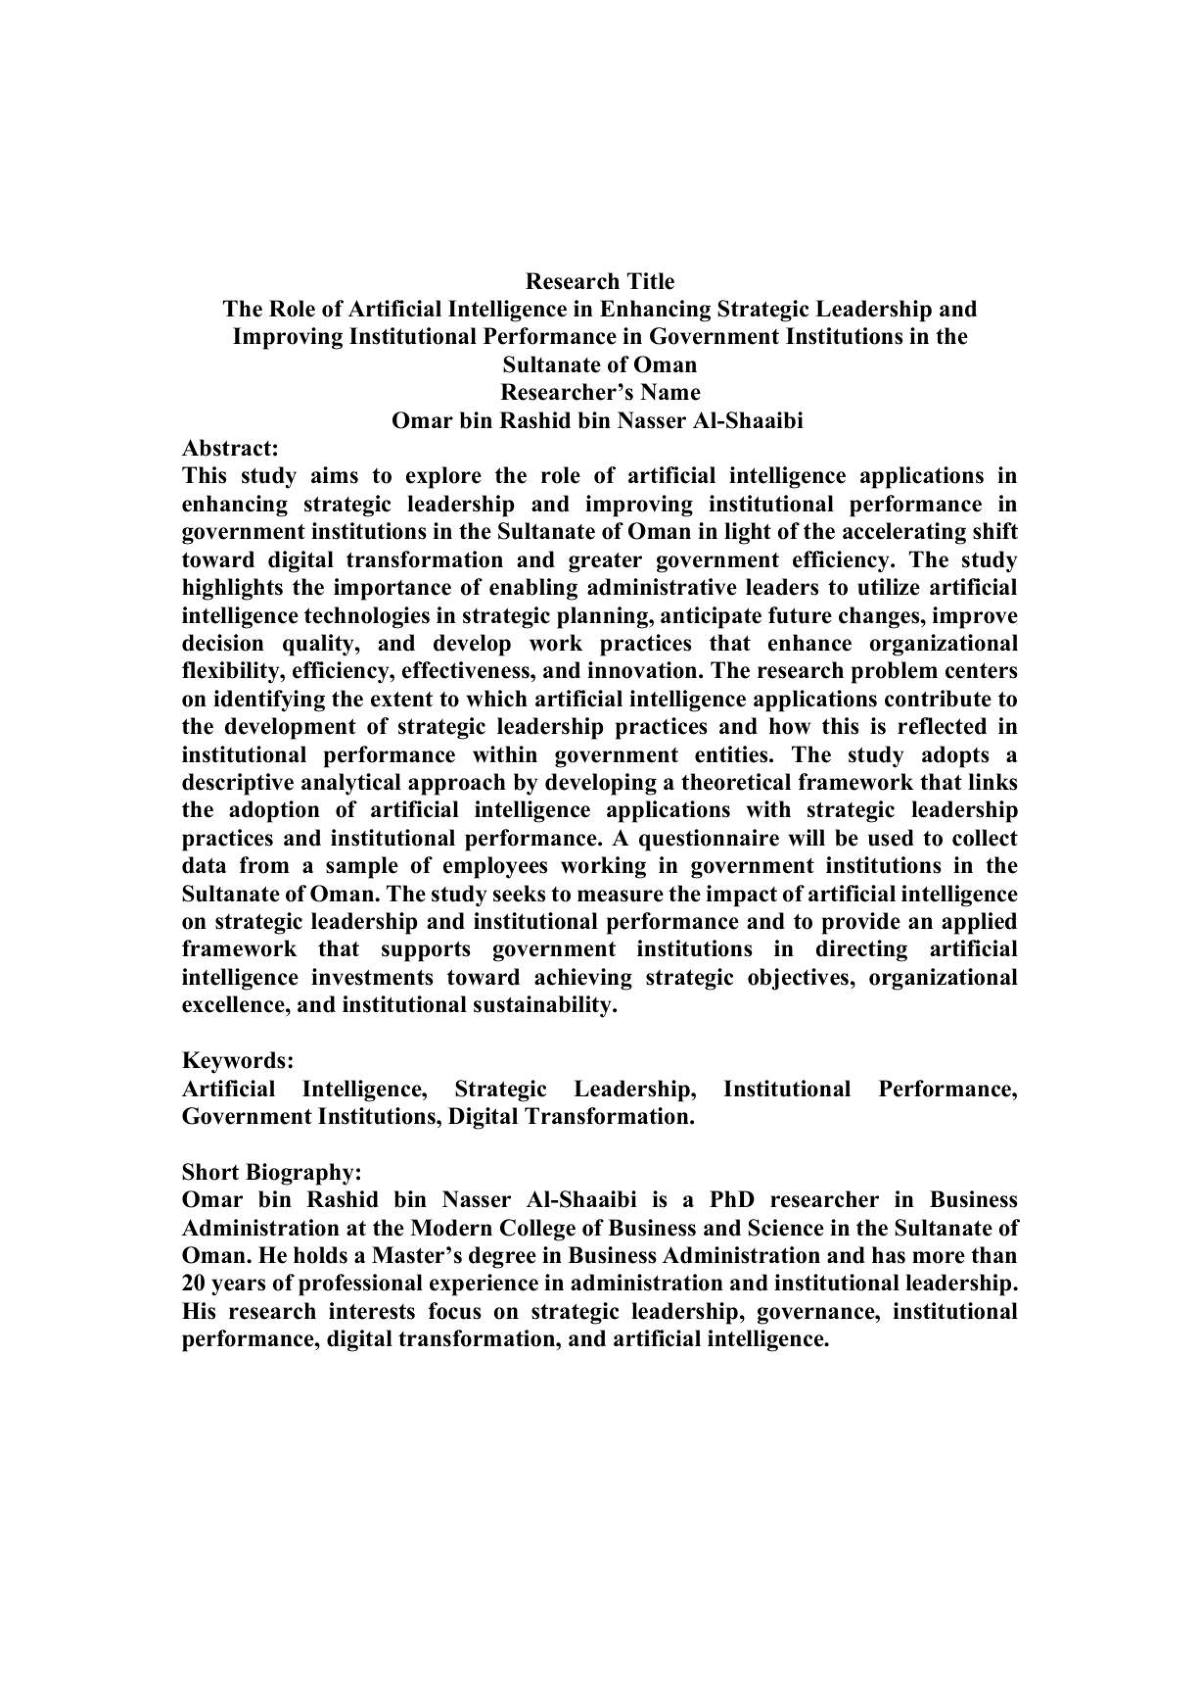 Research Title
The Role of Artificial Intelligence in Enhancing Strategic Leadership and
Improving Institutional Performance in Government Institutions in the
Sultanate of Oman
Researcher’s Name
Omar bin Rashid bin Nasser Al-Shaaibi
Abstract:
This study aims to explore the role of artificial intelligence applications in
enhancing strategic leadership and improving institutional performance in
government institutions in the Sultanate of Oman in light of the accelerating shift
toward digital transformation and greater government efficiency. The study
highlights the importance of enabling administrative leaders to utilize artificial
intelligence technologies in strategic planning, anticipate future changes, improve
decision quality, and develop work practices that enhance organizational
flexibility, efficiency, effectiveness, and innovation. The research problem centers
on identifying the extent to which artificial intelligence applications contribute to
the development of strategic leadership practices and how this is reflected in
institutional performance within government entities. The study adopts a
descriptive analytical approach by developing a theoretical framework that links
the adoption of artificial intelligence applications with strategic leadership
practices and institutional performance. A questionnaire will be used to collect
data from a sample of employees working in government institutions in the
Sultanate of Oman. The study seeks to measure the impact of artificial intelligence
on strategic leadership and institutional performance and to provide an applied
framework that supports government institutions in directing artificial
intelligence investments toward achieving strategic objectives, organizational
excellence, and institutional sustainability.
Keywords:
Artificial Intelligence, Strategic Leadership, Institutional Performance,
Government Institutions, Digital Transformation.
Short Biography:
Omar bin Rashid bin Nasser Al-Shaaibi is a PhD researcher in Business
Administration at the Modern College of Business and Science in the Sultanate of
Oman. He holds a Master’s degree in Business Administration and has more than
20 years of professional experience in administration and institutional leadership.
His research interests focus on strategic leadership, governance, institutional
performance, digital transformation, and artificial intelligence.